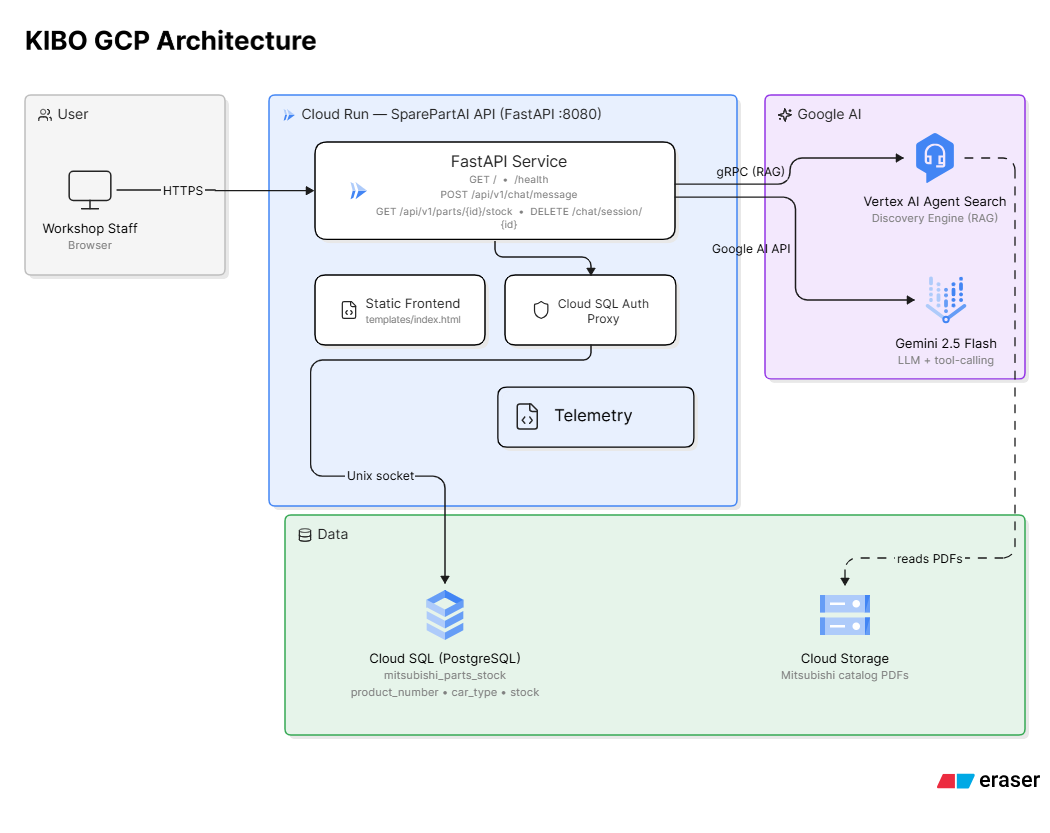 KIBO GCP Architecture
User
HTTPS
Workshop Staff
Browser
Cloud Run — SparePartAI API (FastAPI :8080)
FastAPI Service
GET / • /health
POST /api/v1/chat/message
GET /api/v1/parts/{id}/stock • DELETE /chat/session/
{id}
Static Frontend
templates/index.html
Cloud SQL Auth
Proxy
Telemetry
Unix socket
gRPC (RAG)
Google AI API
Google AI
Vertex AI Agent Search
Discovery Engine (RAG)
Gemini 2.5 Flash
LLM + tool-calling
Data
reads PDFs
Cloud SQL (PostgreSQL)
mitsubishi_parts_stock
product_number • car_type • stock
Cloud Storage
Mitsubishi catalog PDFs
eraser